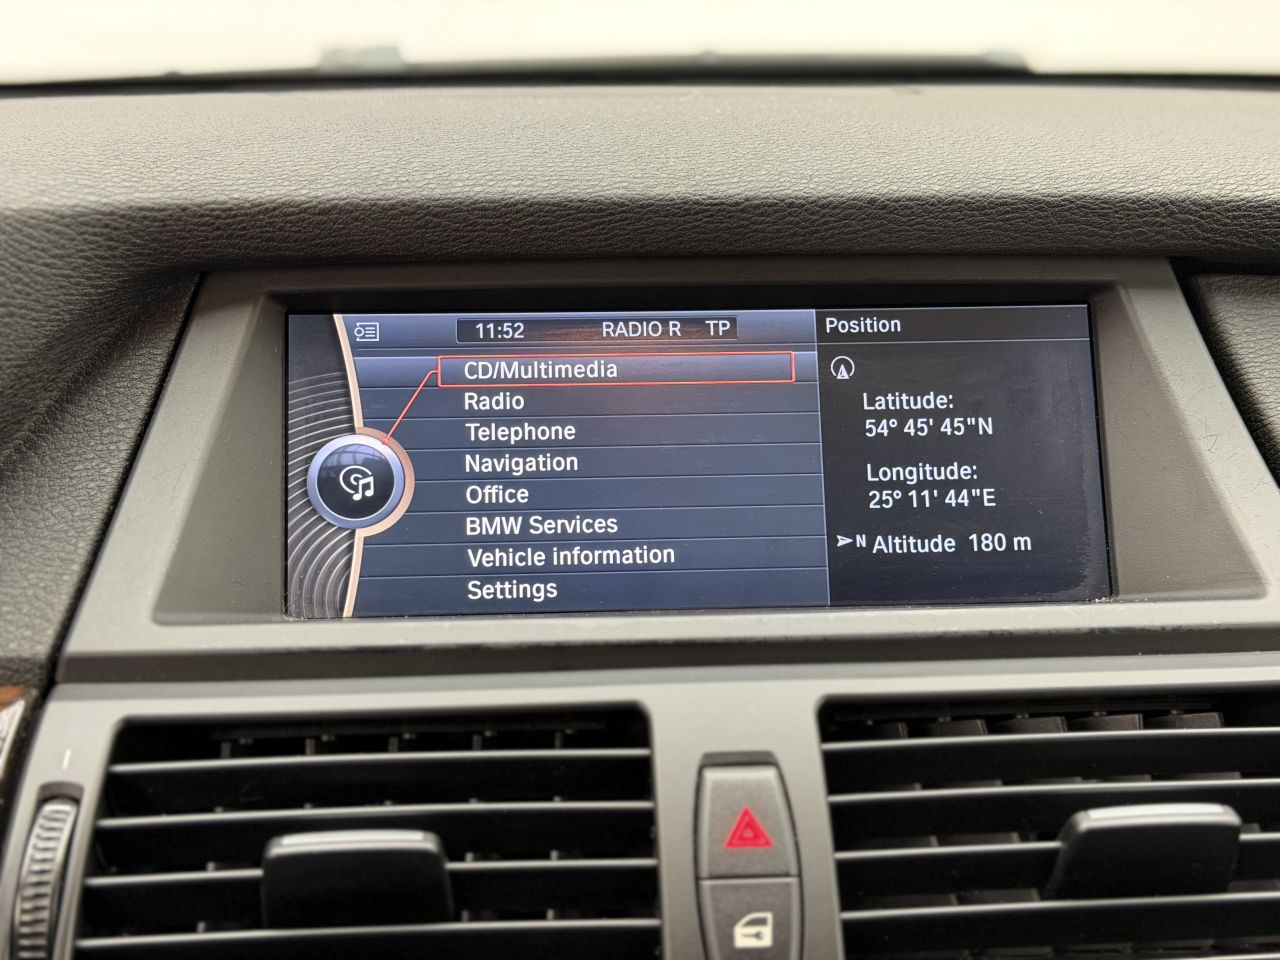 11:52 RADIO R TP
CD/Multimedia
Radio
Telephone
Navigation
Office
BMW Services
Vehicle information
Settings
Position
Latitude:
54° 45' 45"N
Longitude:
25° 11' 44"E
N Altitude 180 m